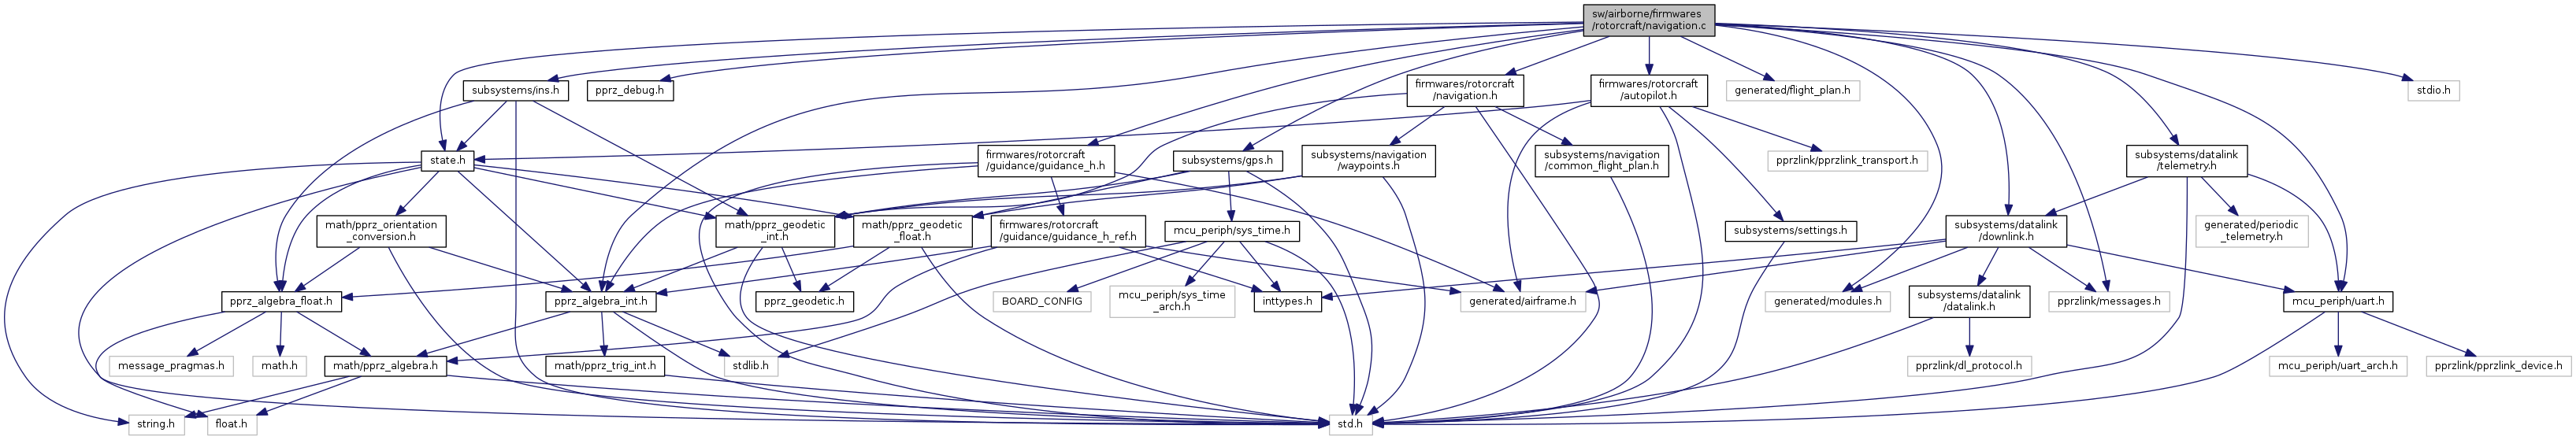 sw/airborne/firmwares
/rotorcraft/navigation.c
subsystems/ins.h
pprz_debug.h
firmwares/rotorcraft
/navigation.h
firmwares/rotorcraft
/autopilot.h
generated/flight_plan.h
stdio.h
state.h
firmwares/rotorcraft
/guidance/guidance_h.h
subsystems/gps.h
subsystems/navigation
/waypoints.h
subsystems/navigation
/common_flight_plan.h
pprzlink/pprzlink_transport.h
subsystems/datalink
/telemetry.h
math/pprz_orientation
_conversion.h
math/pprz_geodetic
_int.h
math/pprz_geodetic
_float.h
firmwares/rotorcraft
/guidance/guidance_h_ref.h
mcu_periph/sys_time.h
subsystems/settings.h
subsystems/datalink
/downlink.h
generated/periodic
_telemetry.h
pprz_algebra_float.h
pprz_algebra_int.h
pprz_geodetic.h
BOARD_CONFIG
mcu_periph/sys_time
_arch.h
inttypes.h
generated/airframe.h
generated/modules.h
subsystems/datalink
/datalink.h
pprzlink/messages.h
mcu_periph/uart.h
message_pragmas.h
math.h
math/pprz_algebra.h
math/pprz_trig_int.h
stdlib.h
pprzlink/dl_protocol.h
mcu_periph/uart_arch.h
pprzlink/pprzlink_device.h
string.h
float.h
std.h